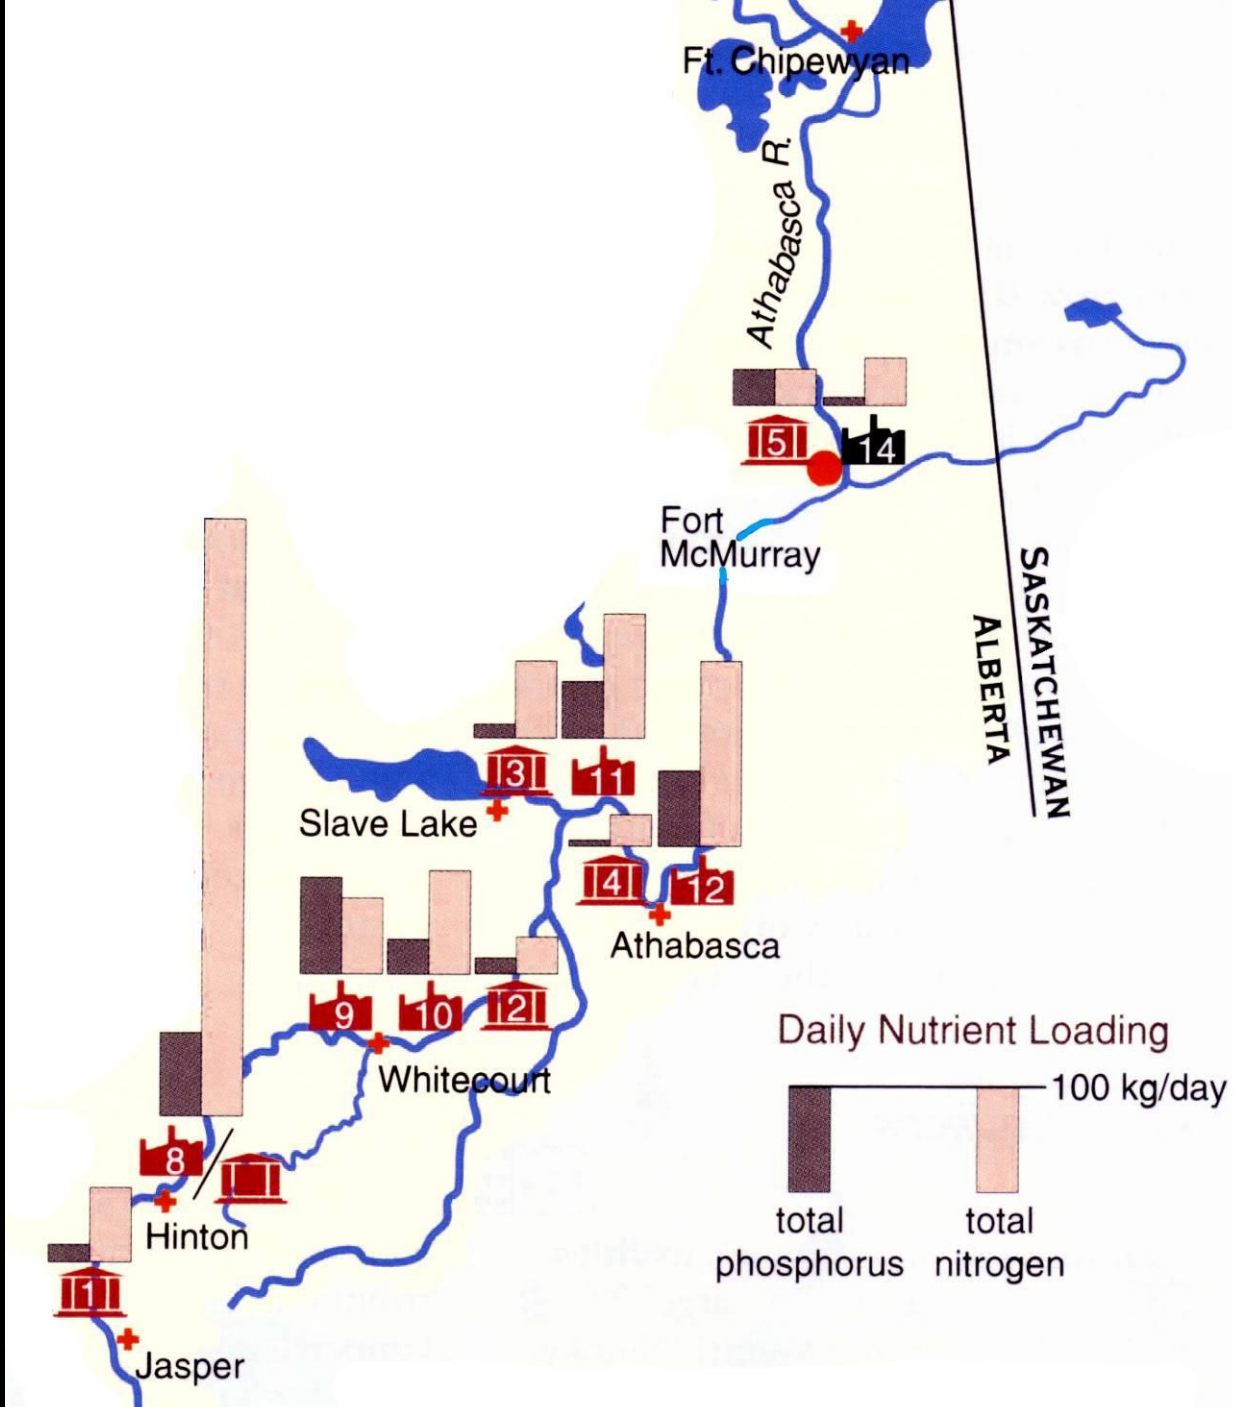 Ft. Chipewyan
Athabasca R.
5
14
Fort
McMurray
SASKATCHEWAN
ALBERTA
3
11
Slave Lake
4
12
Athabasca
9
10
2
Whitecourt
Daily Nutrient Loading
100 kg/day
total
phosphorus
total
nitrogen
8
Hinton
1
Jasper